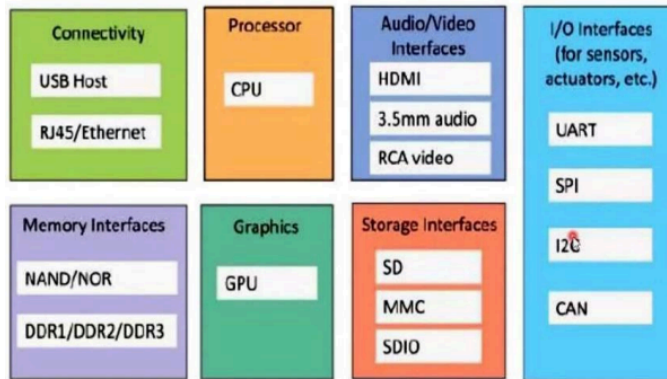 Connectivity
USB Host
RJ45/Ethernet
Processor
CPU
Audio/Video
Interfaces
HDMI
3.5mm audio
RCA video
I/O Interfaces
(for sensors,
actuators, etc.)
UART
SPI
I2C
CAN
Memory Interfaces
NAND/NOR
DDR1/DDR2/DDR3
Graphics
GPU
Storage Interfaces
SD
MMC
SDIO